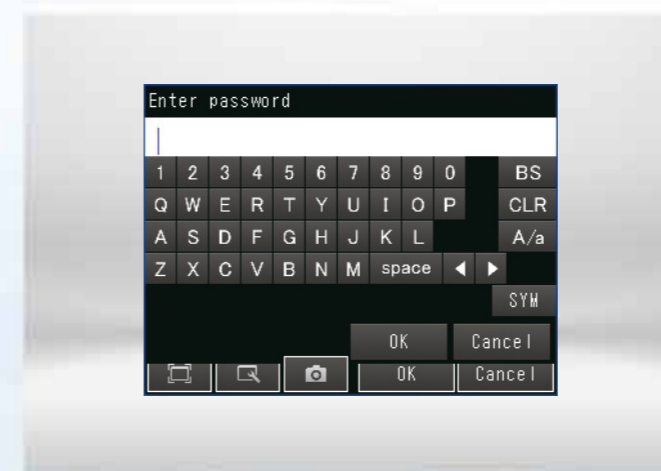 Enter password
1 2 3 4 5 6 7 8 9 0 BS
Q W E R T Y U I O P CLR
A S D F G H J K L A/a
Z X C V B N M space ◀ ▶
SYM
OK Cancel
OK Cancel